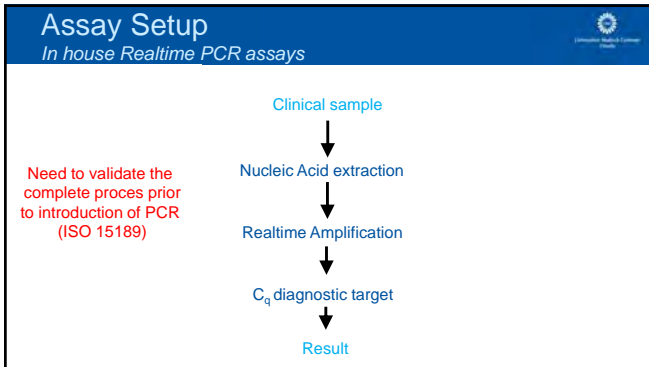 Assay Setup
In house Realtime PCR assays
Clinical sample
Need to validate the
complete proces prior
to introduction of PCR
(ISO 15189)
Nucleic Acid extraction
Realtime Amplification
Cq diagnostic target
Result